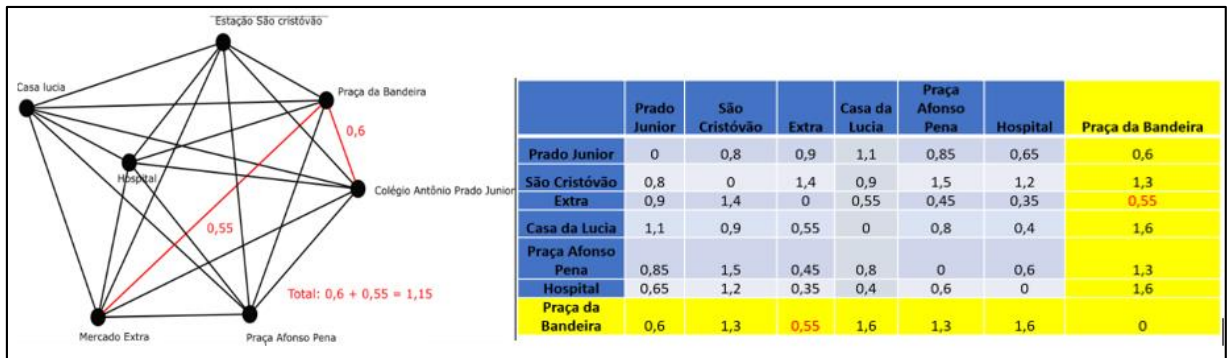 Estação São cristóvão
Casa lucia
Praça da Bandeira
0,6
Hospital
Colégio Antônio Prado Junior
0,55
Total: 0,6 + 0,55 = 1,15
Mercado Extra
Praça Afonso Pena
Prado Junior São Cristóvão Extra Casa da Lucia Praça Afonso Pena Hospital Praça da Bandeira
Prado Junior 0 0,8 0,9 1,1 0,85 0,65 0,6
São Cristóvão 0,8 0 1,4 0,9 1,5 1,2 1,3
Extra 0,9 1,4 0 0,55 0,45 0,35 0,55
Casa da Lucia 1,1 0,9 0,55 0 0,8 0,4 1,6
Praça Afonso Pena 0,85 1,5 0,45 0,8 0 0,6 1,3
Hospital 0,65 1,2 0,35 0,4 0,6 0 1,6
Praça da Bandeira 0,6 1,3 0,55 1,6 1,3 1,6 0